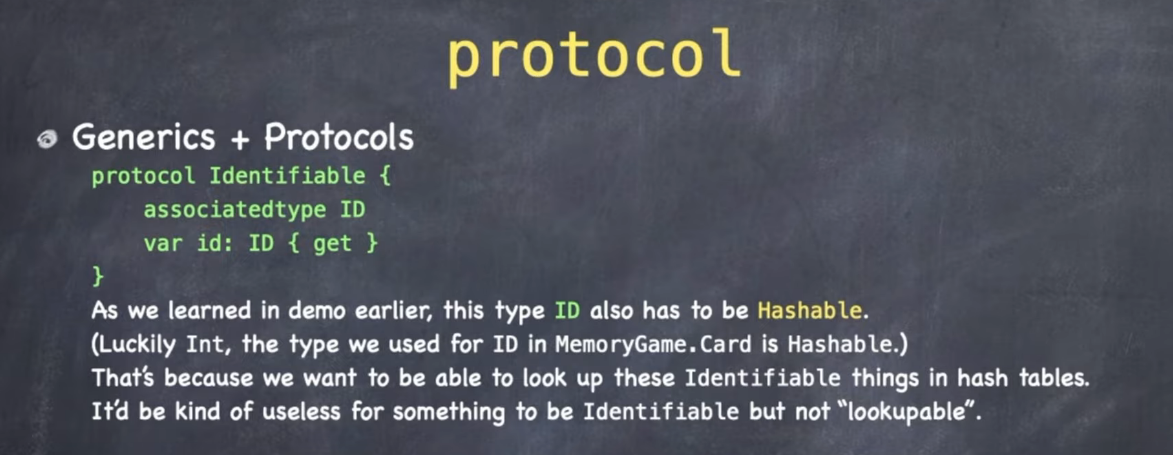 protocol
Generics + Protocols
protocol Identifiable {
    associatedtype ID
    var id: ID { get }
}
As we learned in demo earlier, this type ID also has to be Hashable.
(Luckily Int, the type we used for ID in MemoryGame.Card is Hashable.)
That's because we want to be able to look up these Identifiable things in hash tables.
It'd be kind of useless for something to be Identifiable but not “lookupable”.